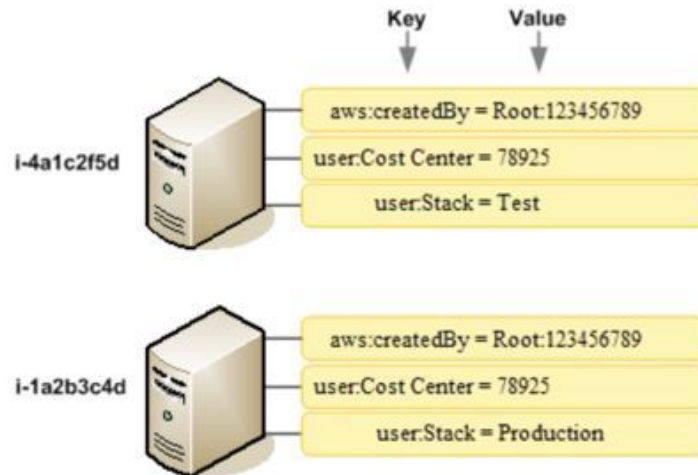 Key Value
aws:createdBy = Root:123456789
i-4a1c2f5d user:Cost Center = 78925
user:Stack = Test
aws:createdBy = Root:123456789
i-1a2b3c4d user:Cost Center = 78925
user:Stack = Production